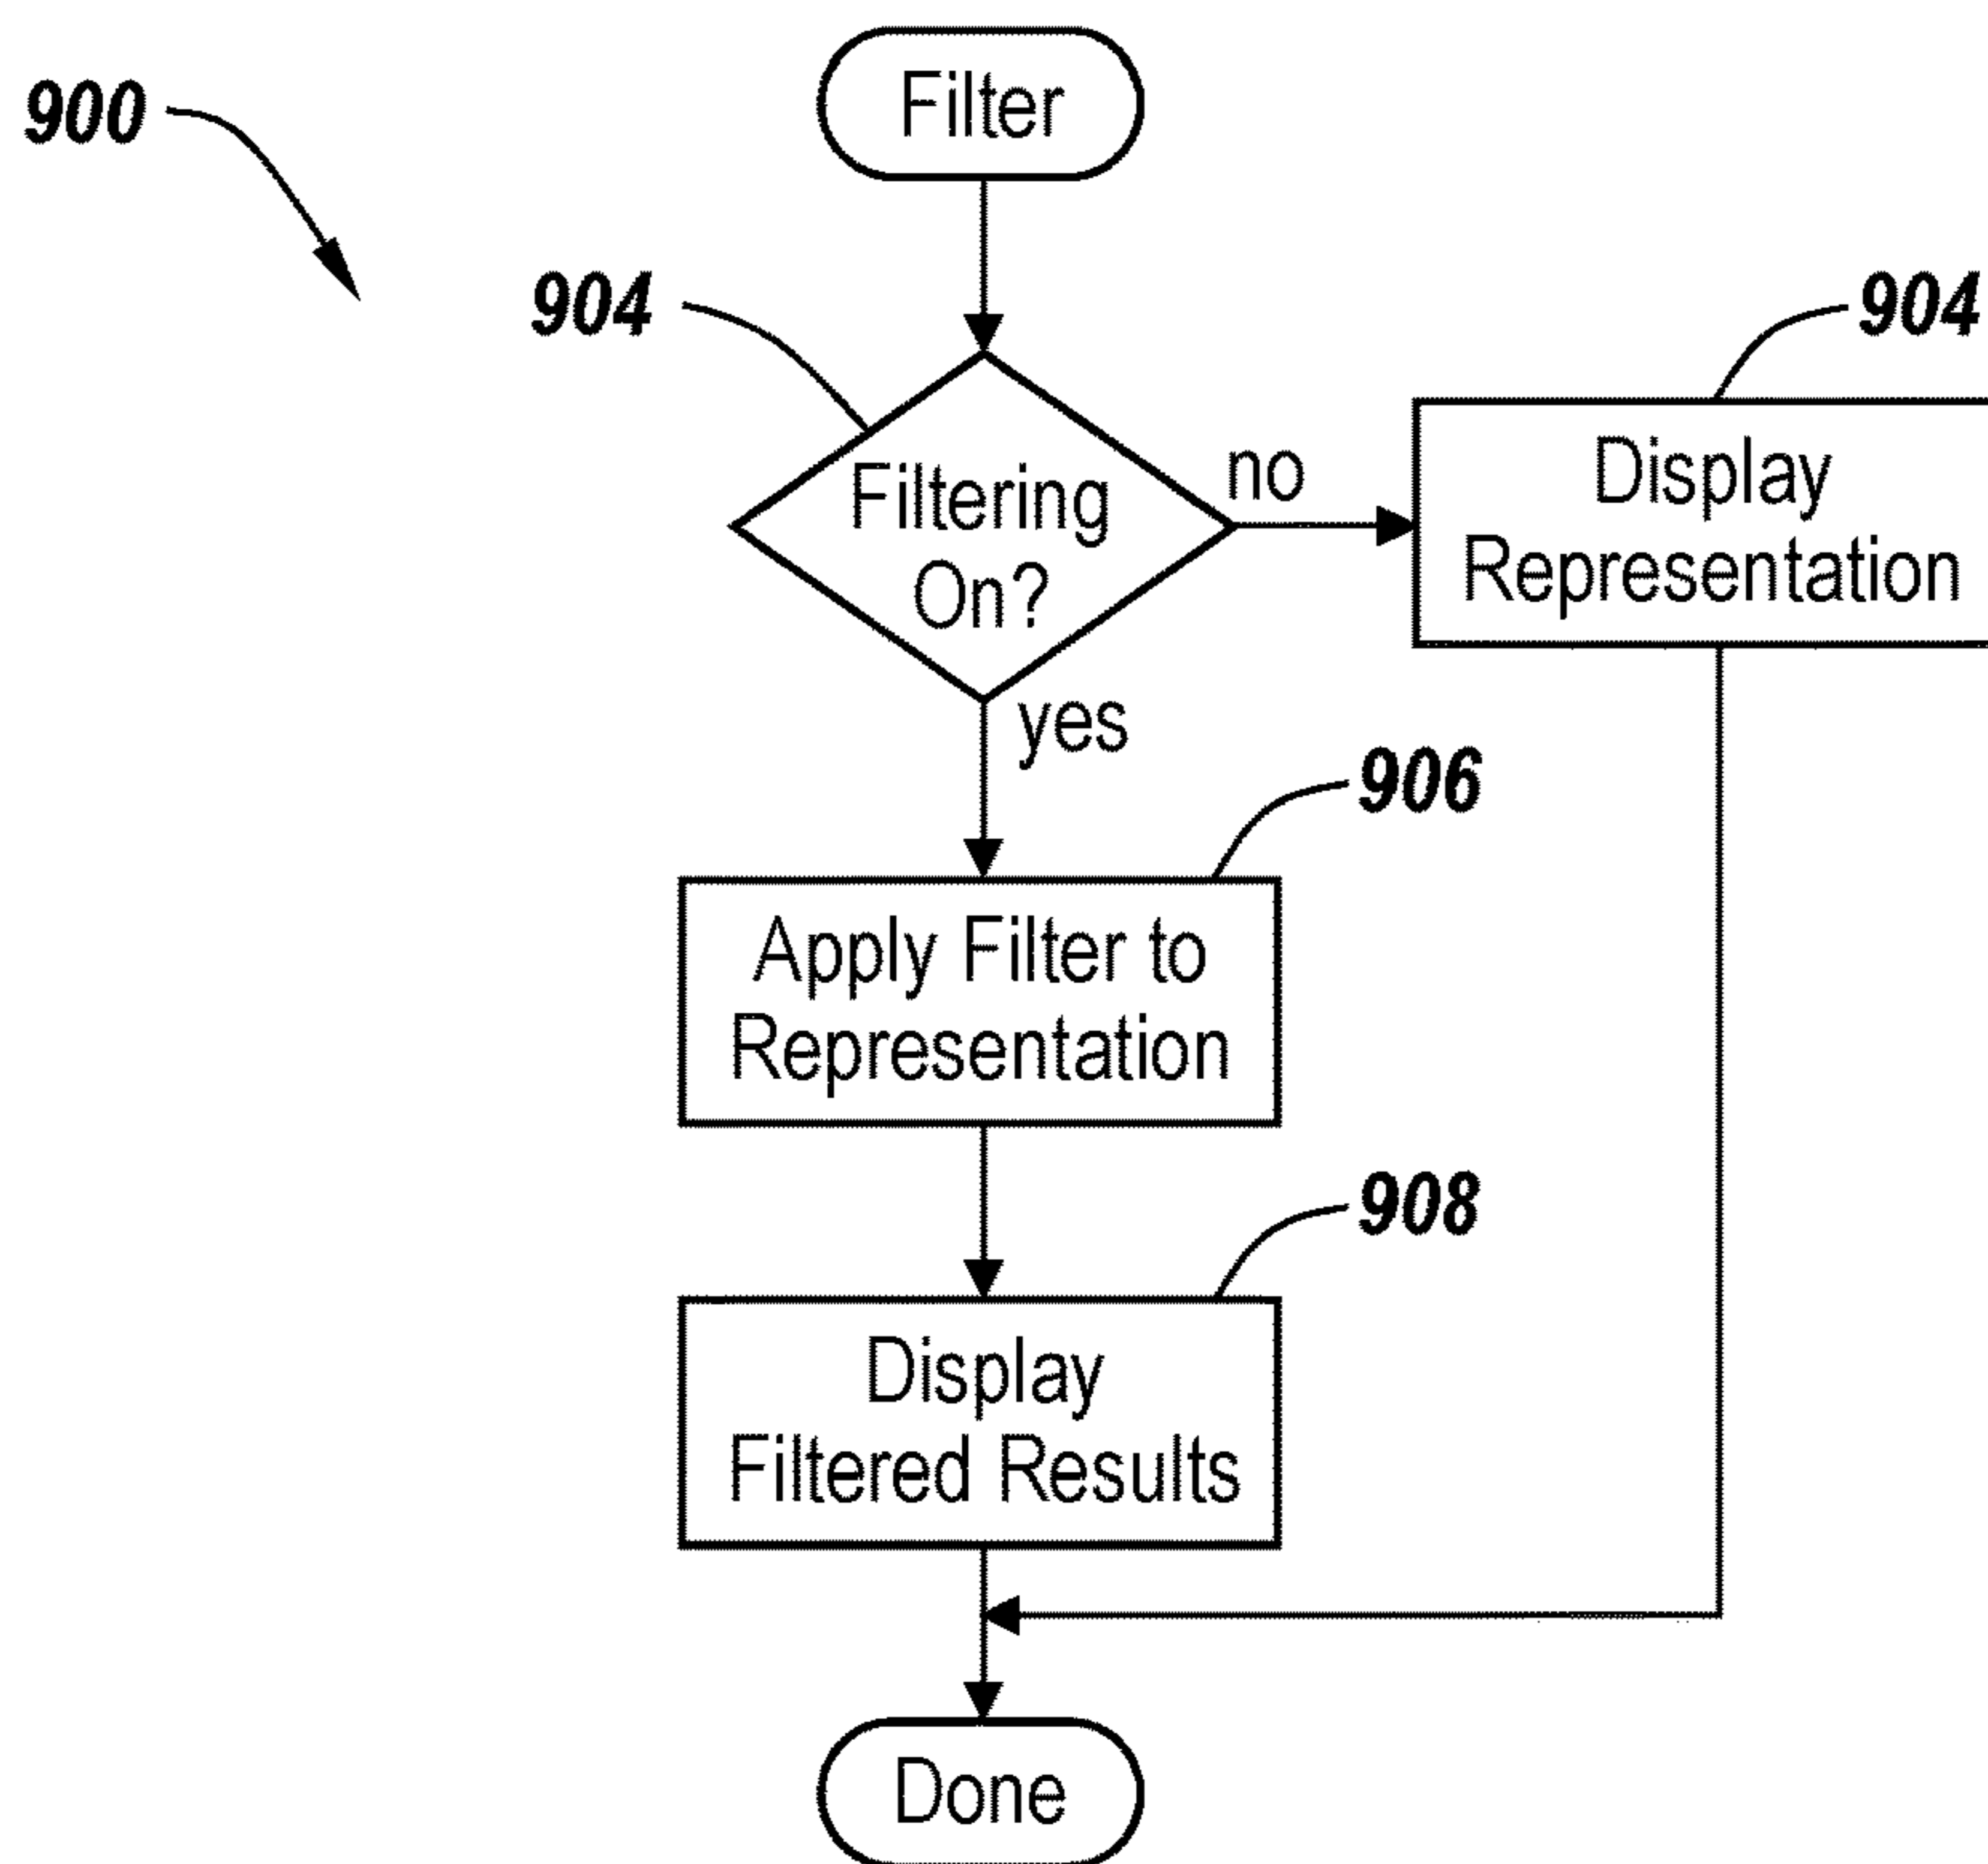 Filter
900
904
904
Filtering
On?
no
Display
Representation
yes
906
Apply Filter to
Representation
908
Display
Filtered Results
Done